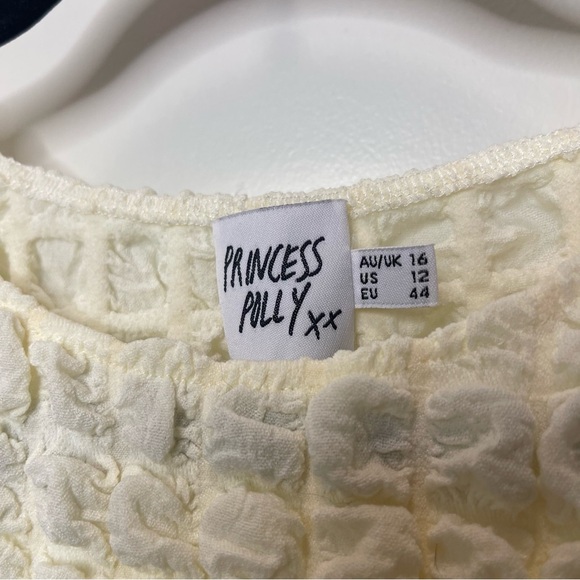 PRINCESS
POLLY xx
AU/UK 16
US 12
EU 44